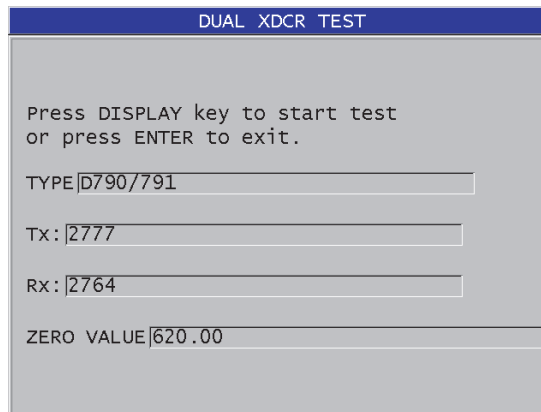 DUAL XDCR TEST
Press DISPLAY key to start test
or press ENTER to exit.
TYPE D790/791
Tx: 2777
Rx: 2764
ZERO VALUE 620.00